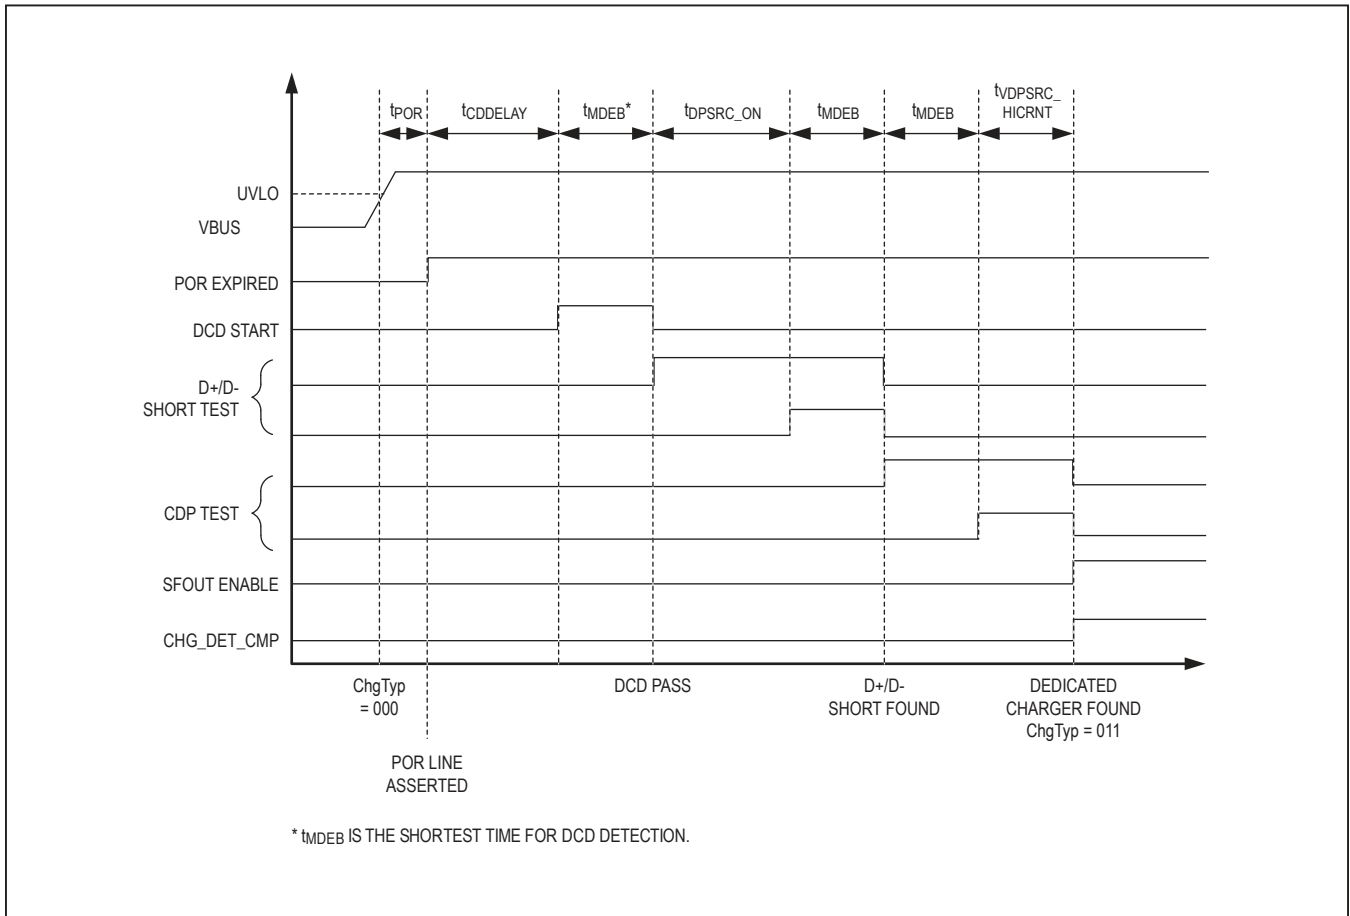 tPOR
tCDDELAY
tMDEB*
tDPSRC_ON
tMDEB
tMDEB
tVDPSRC_
HICRNT
UVLO
VBUS
POR EXPIRED
DCD START
D+/D-
SHORT TEST
CDP TEST
SFOUT ENABLE
CHG_DET_CMP
ChgTyp
= 000
POR LINE
ASSERTED
DCD PASS
D+/D-
SHORT FOUND
DEDICATED
CHARGER FOUND
ChgTyp = 011
* tMDEB IS THE SHORTEST TIME FOR DCD DETECTION.